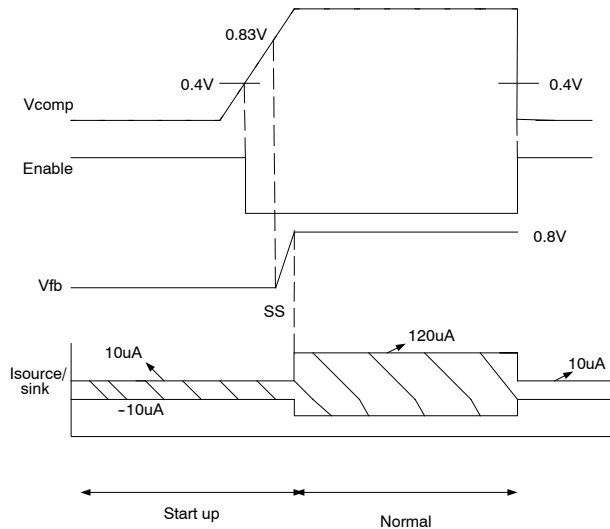 0.83V
0.4V
0.4V
Vcomp
Enable
0.8V
Vfb
SS
120uA
10uA
10uA
Isource/
sink
-10uA
Start up
Normal